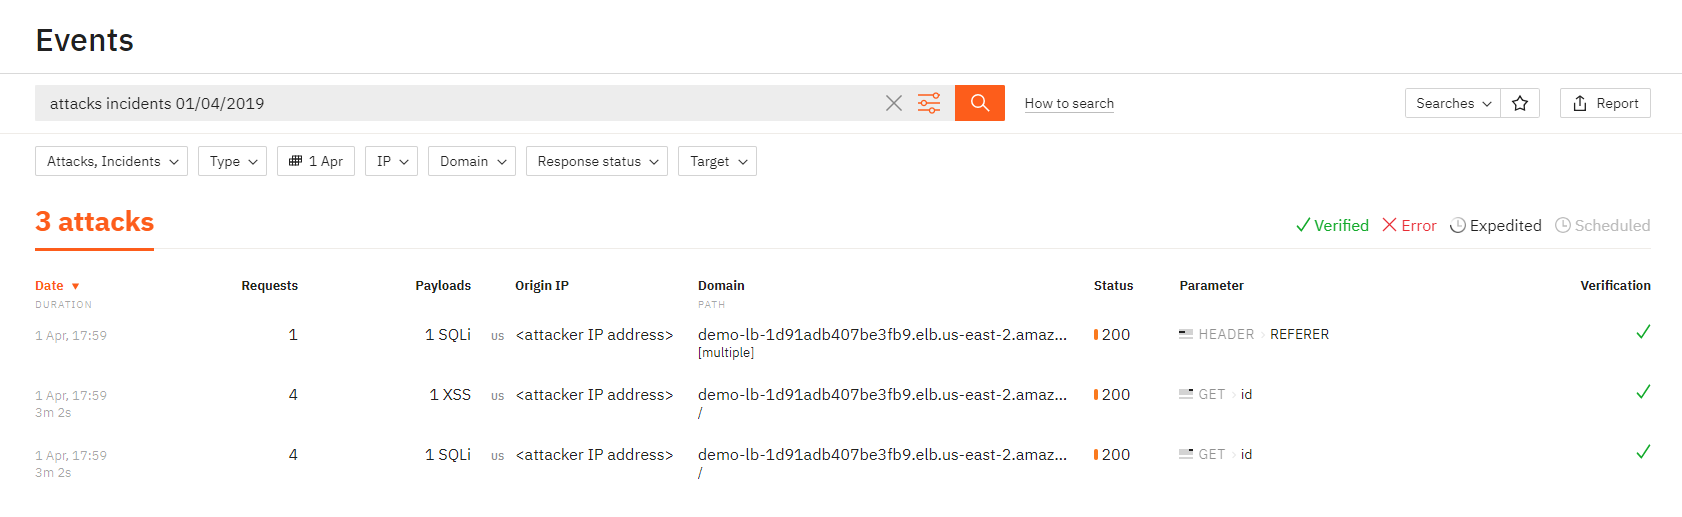 Events
attacks incidents 01/04/2019
How to search
Searches
Report
Attacks, Incidents
Type
1 Apr
IP
Domain
Response status
Target
3 attacks
Verified
Error
Expedited
Scheduled
Date Requests Payloads Origin IP Domain Status Parameter Verification
DURATION PATH
1 Apr, 17:59 1 1 SQLi us <attacker IP address> demo-lb-1d91adb407be3fb9.elb.us-east-2.amaz... 200 HEADER REFERER
[multiple]
1 Apr, 17:59 4 1 XSS us <attacker IP address> demo-lb-1d91adb407be3fb9.elb.us-east-2.amaz... 200 GET id
3m 2s /
1 Apr, 17:59 4 1 SQLi us <attacker IP address> demo-lb-1d91adb407be3fb9.elb.us-east-2.amaz... 200 GET id
3m 2s /